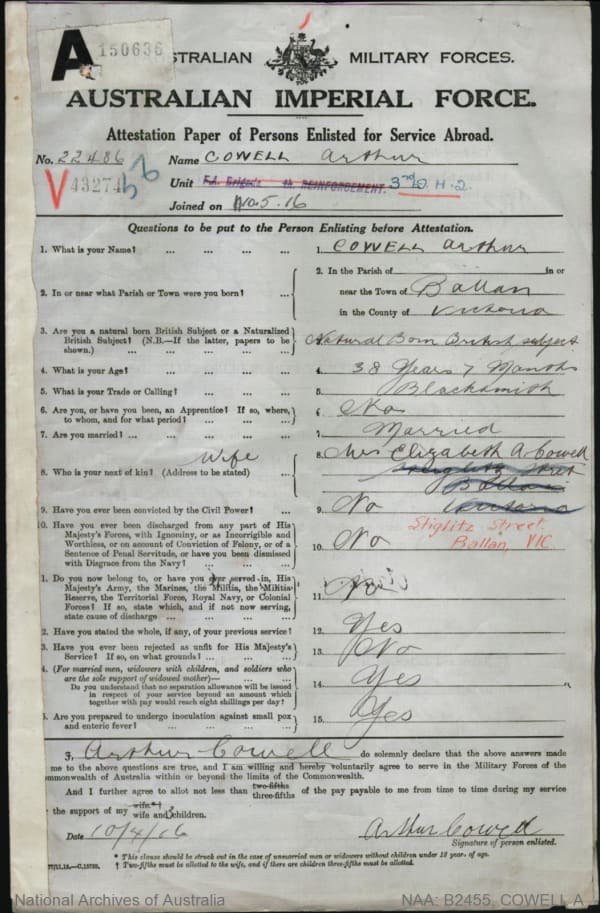 A 150636
AUSTRALIAN MILITARY FORCES.
AUSTRALIAN IMPERIAL FORCE.
Attestation Paper of Persons Enlisted for Service Abroad.
No. 22486 Name COWELL Arthur
V43274 Unit F.A. Brigade REINFORCEMENT. 3rd D.H.2.
Joined on 5.16
Questions to be put to the Person Enlisting before Attestation.
1. What is your Name? ... ... ... ... 1. COWELL Arthur
2. In or near what Parish or Town were you born? ...
2. In the Parish of in or
near the Town of Ballan
in the County of Victoria
3. Are you a natural born British Subject or a Naturalized
British Subject? (N.B.—If the latter, papers to be
shown.) ... ... ... ... ...
Natural Born British subject
4. What is your Age? ... ... ... ... 4. 38 Years 7 Months
5. What is your Trade or Calling? ... ... ... 5. Blacksmith
6. Are you, or have you been, an Apprentice? If so, where,
to whom, and for what period? ... ... ... 6. No
7. Are you married? ... ... ... ... 7. Married
Wife
8. Who is your next of kin? (Address to be stated) ...
8. Mrs Elizabeth A. Cowell
Stieglitz Street
Ballan
Victoria
Stiglitz Street.
Ballan, VIC
9. Have you ever been convicted by the Civil Power? ... 9. No
10. Have you ever been discharged from any part of His
Majesty's Forces, with Ignominy, or as Incorrigible and
Worthless, or on account of Conviction of Felony, or of a
Sentence of Penal Servitude, or have you been dismissed
with Disgrace from the Navy? ... ... ...
10. No
1. Do you now belong to, or have you ever served in, His
Majesty's Army, the Marines, the Militia, the Militia
Reserve, the Territorial Force, Royal Navy, or Colonial
Forces? If so, state which, and if not now serving,
state cause of discharge ... ... ...
11. No
2. Have you stated the whole, if any, of your previous service? 12. Yes
3. Have you ever been rejected as unfit for His Majesty's
Service? If so, on what grounds? ... ... 13. No
4. (For married men, widowers with children, and soldiers who
are the sole support of widowed mother)—
Do you understand that no separation allowance will be issued
in respect of your service beyond an amount which
together with pay would reach eight shillings per day?
14. Yes
5. Are you prepared to undergo inoculation against small pox
and enteric fever? ... ... ... 15. Yes
I, Arthur Cowell do solemnly declare that the above answers made
me to the above questions are true, and I am willing and hereby voluntarily agree to serve in the Military Forces of the
mmonwealth of Australia within or beyond the limits of the Commonwealth.
And I further agree to allot not less than two-fifths three-fifths of the pay payable to me from time to time during my service
the support of my wife.*† wife and children.
Date 10/4/16 Arthur Cowell
Signature of person enlisted.
* This clause should be struck out in the case of unmarried men or widowers without children under 18 years of age.
† Two-fifths must be allotted to the wife, and if there are children three-fifths must be allotted.
National Archives of Australia NAA: B2455, COWELL A